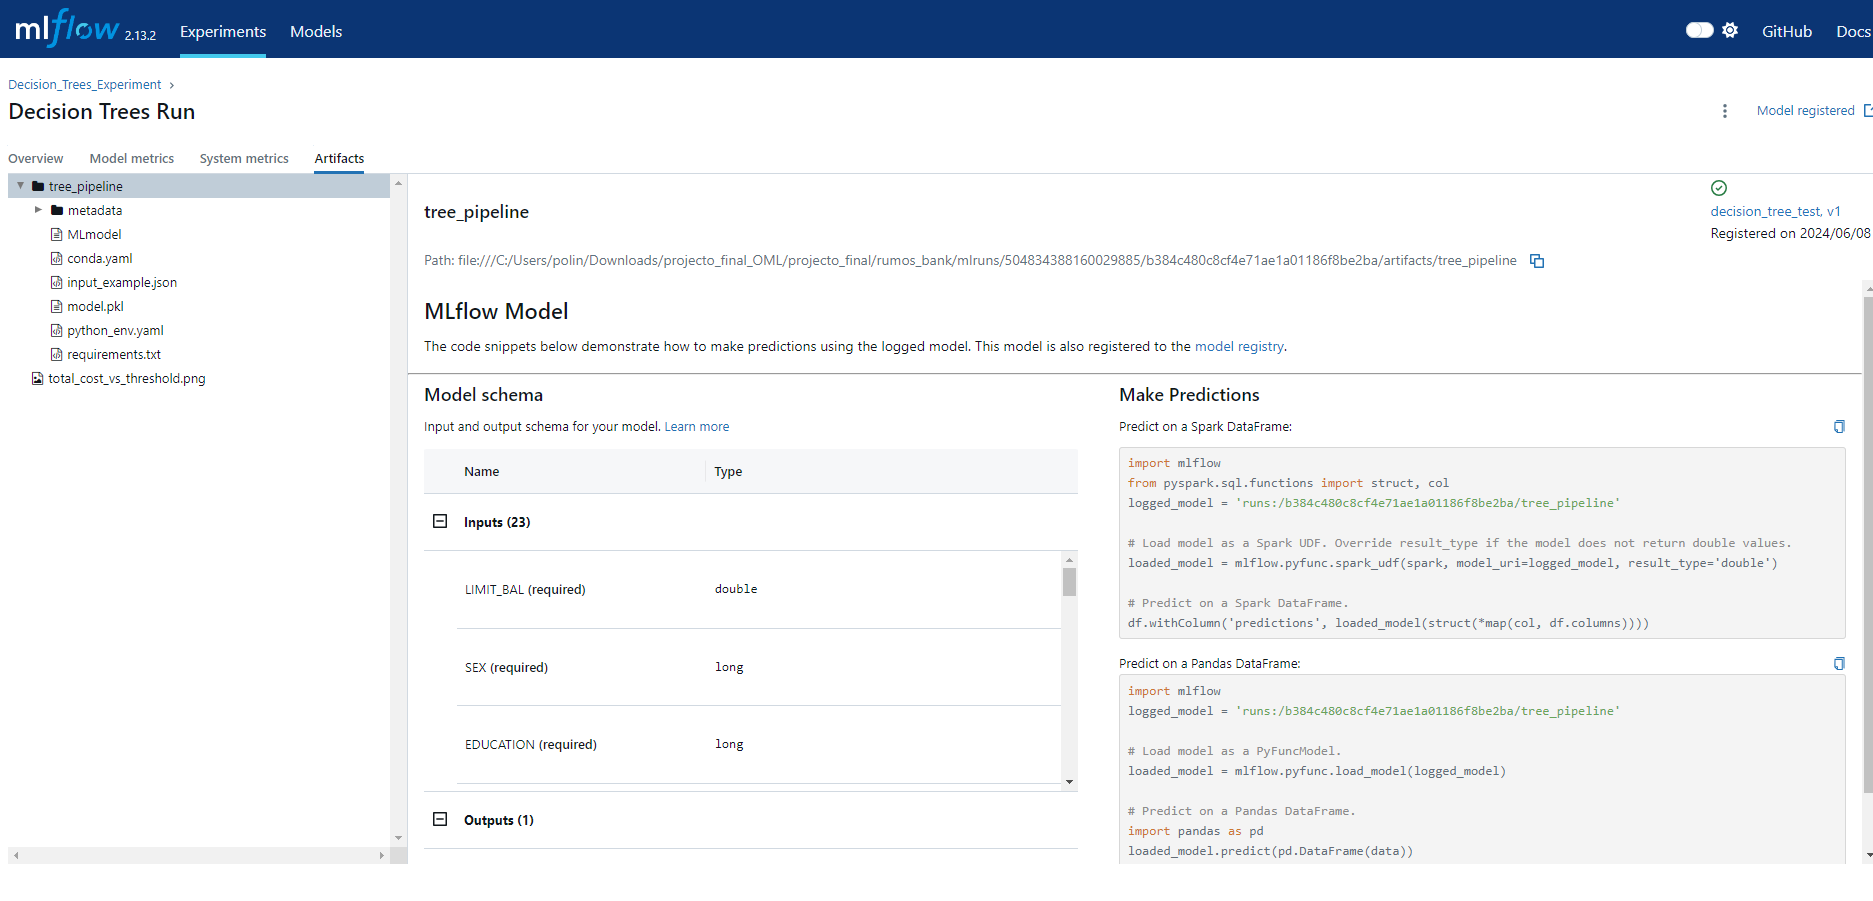 mlflow 2.13.2 Experiments Models GitHub Docs
Decision_Trees_Experiment
Decision Trees Run
Model registered
Overview Model metrics System metrics Artifacts
tree_pipeline
metadata
MLmodel
conda.yaml
input_example.json
model.pkl
python_env.yaml
requirements.txt
total_cost_vs_threshold.png
tree_pipeline
decision_tree_test, v1
Registered on 2024/06/08
Path: file:///C:/Users/polin/Downloads/projecto_final_OML/projecto_final/rumos_bank/mlruns/504834388160029885/b384c480c8cf4e71ae1a01186f8be2ba/artifacts/tree_pipeline
MLflow Model
The code snippets below demonstrate how to make predictions using the logged model. This model is also registered to the model registry.
Model schema
Input and output schema for your model. Learn more
Name Type
Inputs (23)
LIMIT_BAL (required) double
SEX (required) long
EDUCATION (required) long
Outputs (1)
Make Predictions
Predict on a Spark DataFrame:
import mlflow
from pyspark.sql.functions import struct, col
logged_model = 'runs:/b384c480c8cf4e71ae1a01186f8be2ba/tree_pipeline'
# Load model as a Spark UDF. Override result_type if the model does not return double values.
loaded_model = mlflow.pyfunc.spark_udf(spark, model_uri=logged_model, result_type='double')
# Predict on a Spark DataFrame.
df.withColumn('predictions', loaded_model(struct(*map(col, df.columns))))
Predict on a Pandas DataFrame:
import mlflow
logged_model = 'runs:/b384c480c8cf4e71ae1a01186f8be2ba/tree_pipeline'
# Load model as a PyFuncModel.
loaded_model = mlflow.pyfunc.load_model(logged_model)
# Predict on a Pandas DataFrame.
import pandas as pd
loaded_model.predict(pd.DataFrame(data))